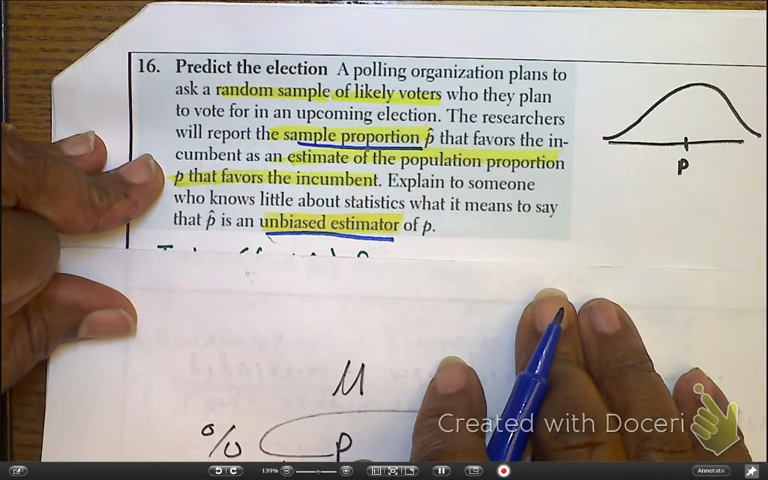 16. Predict the election A polling organization plans to
ask a random sample of likely voters who they plan
to vote for in an upcoming election. The researchers
will report the sample proportion p̂ that favors the in-
cumbent as an estimate of the population proportion
p that favors the incumbent. Explain to someone
who knows little about statistics what it means to say
that p̂ is an unbiased estimator of p.
P
M
% p
Created with Doceri
139%
Annotate